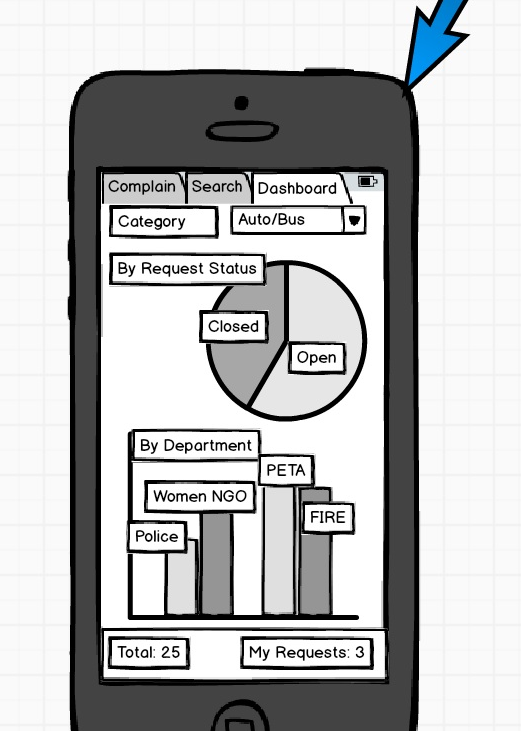 Complain Search Dashboard
Category Auto/Bus
By Request Status
Closed
Open
By Department
PETA
Women NGO
FIRE
Police
Total: 25 My Requests: 3